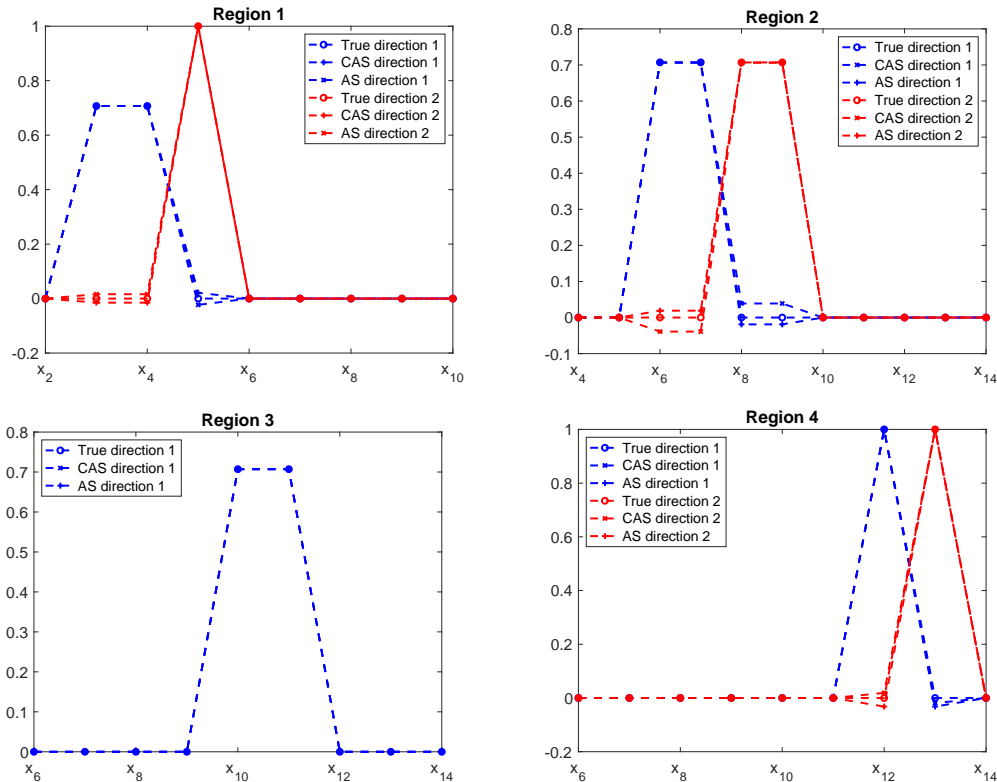 Region 1
1
0.8
0.6
0.4
0.2
0
-0.2
x2
x4
x6
x8
x10
True direction 1
CAS direction 1
AS direction 1
True direction 2
CAS direction 2
AS direction 2
Region 2
0.8
0.7
0.6
0.5
0.4
0.3
0.2
0.1
0
-0.1
x4
x6
x8
x10
x12
x14
True direction 1
CAS direction 1
AS direction 1
True direction 2
CAS direction 2
AS direction 2
Region 3
0.8
0.7
0.6
0.5
0.4
0.3
0.2
0.1
0
x6
x8
x10
x12
x14
True direction 1
CAS direction 1
AS direction 1
Region 4
1
0.8
0.6
0.4
0.2
0
-0.2
x6
x8
x10
x12
x14
True direction 1
CAS direction 1
AS direction 1
True direction 2
CAS direction 2
AS direction 2